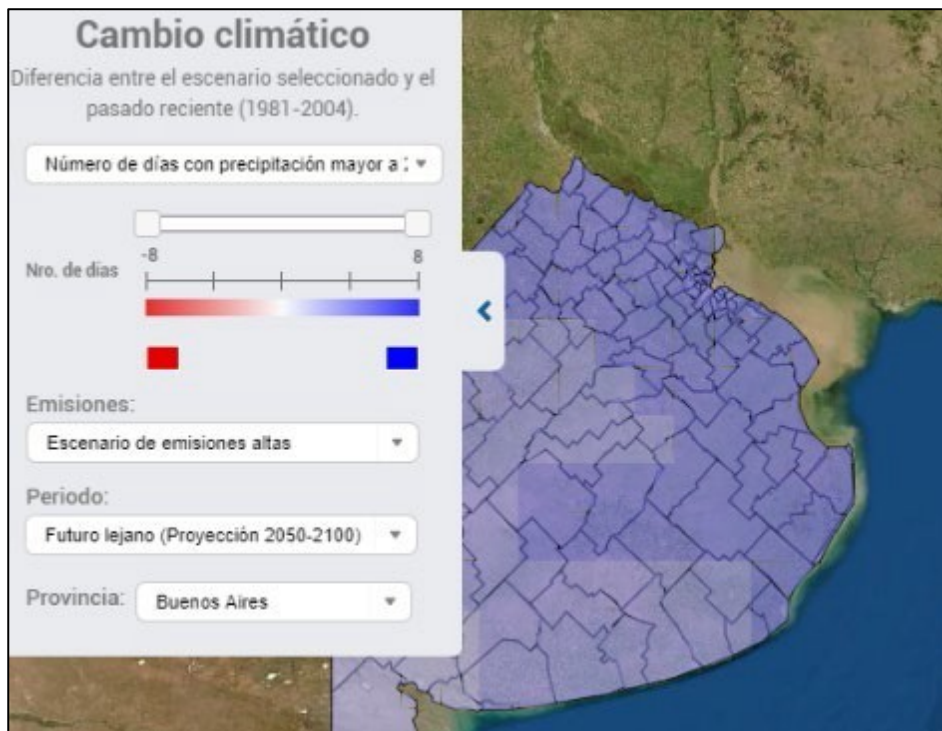 Cambio climático
Diferencia entre el escenario seleccionado y el
pasado reciente (1981-2004).
Número de días con precipitación mayor a
-8 8
Nro. de días
Emisiones:
Escenario de emisiones altas
Periodo:
Futuro lejano (Proyección 2050-2100)
Provincia: Buenos Aires